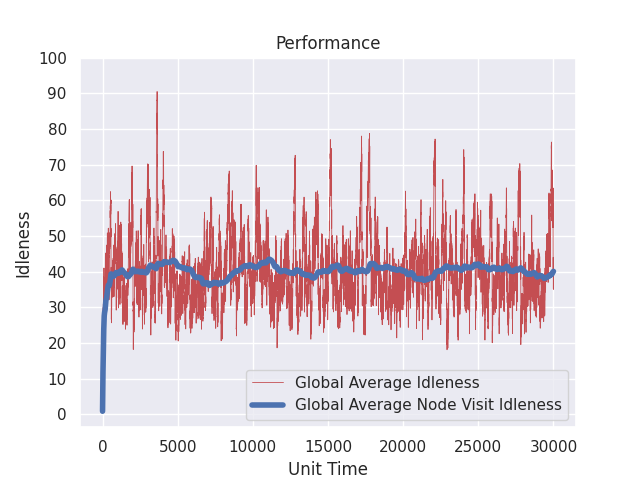 Performance
100
90
80
70
60
50
40
30
20
10
0
Idleness
Global Average Idleness
Global Average Node Visit Idleness
0 5000 10000 15000 20000 25000 30000
Unit Time